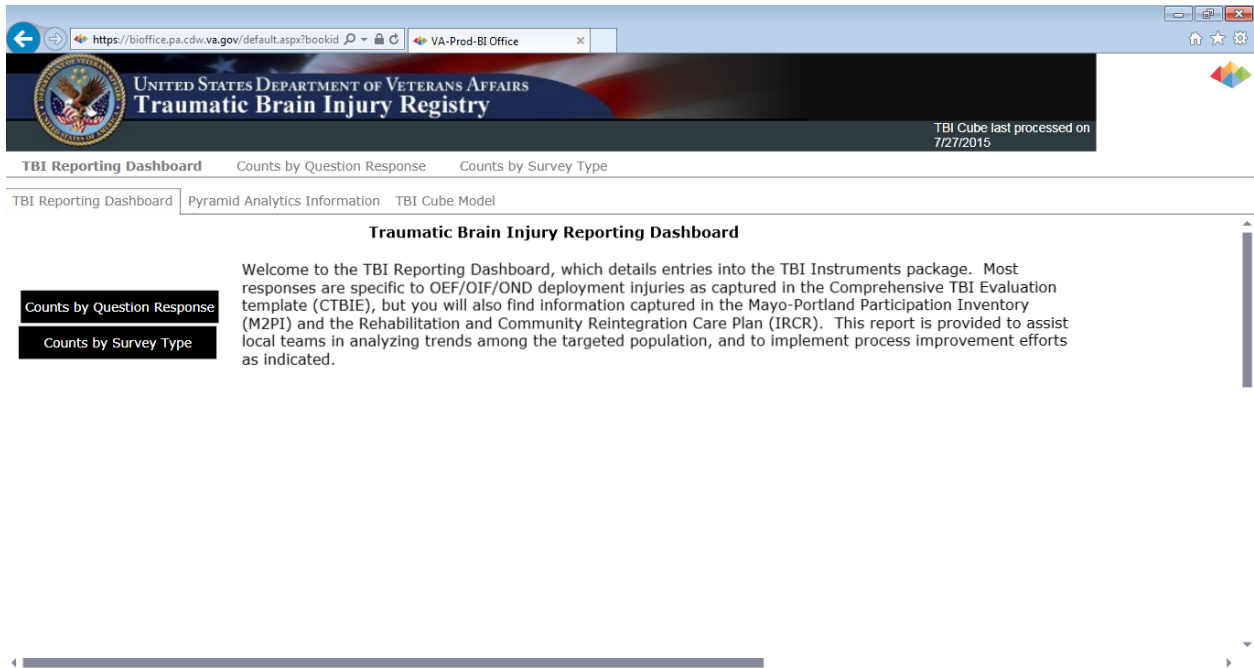 https://bioffice.pa.cdw.va.gov/default.aspx?bookid
VA-Prod-BI Office
UNITED STATES DEPARTMENT OF VETERANS AFFAIRS
Traumatic Brain Injury Registry
TBI Cube last processed on
7/27/2015
TBI Reporting Dashboard Counts by Question Response Counts by Survey Type
TBI Reporting Dashboard Pyramid Analytics Information TBI Cube Model
Traumatic Brain Injury Reporting Dashboard
Counts by Question Response
Counts by Survey Type
Welcome to the TBI Reporting Dashboard, which details entries into the TBI Instruments package. Most
responses are specific to OEF/OIF/OND deployment injuries as captured in the Comprehensive TBI Evaluation
template (CTBIE), but you will also find information captured in the Mayo-Portland Participation Inventory
(M2PI) and the Rehabilitation and Community Reintegration Care Plan (IRCR). This report is provided to assist
local teams in analyzing trends among the targeted population, and to implement process improvement efforts
as indicated.